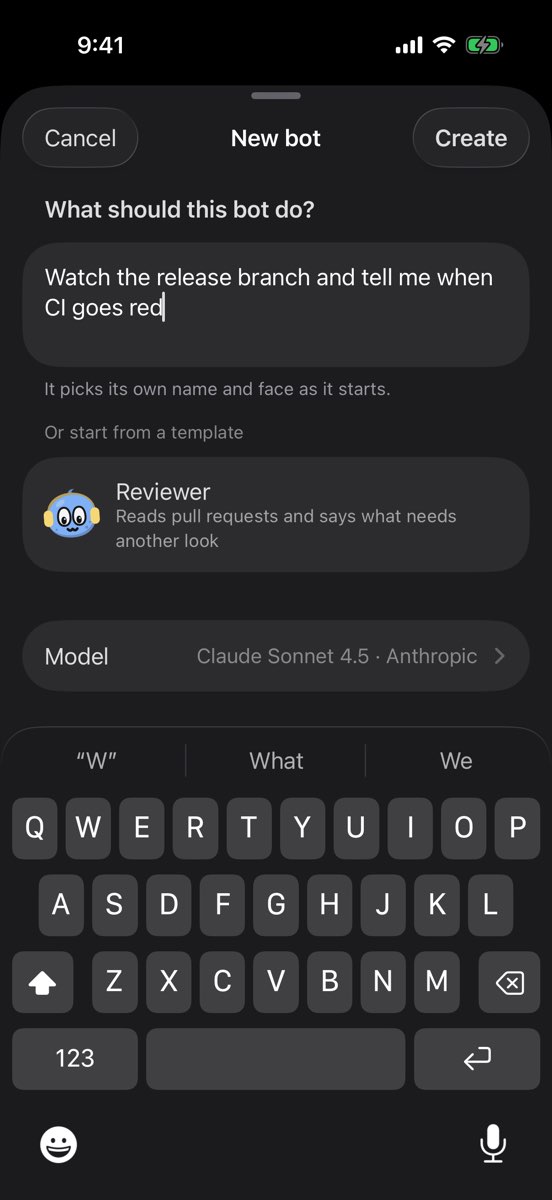 9:41
Cancel
New bot
Create
What should this bot do?
Watch the release branch and tell me when
CI goes red
It picks its own name and face as it starts.
Or start from a template
Reviewer
Reads pull requests and says what needs
another look
Model
Claude Sonnet 4.5 · Anthropic
“W”
What
We
Q W E R T Y U I O P
A S D F G H J K L
Z X C V B N M
123